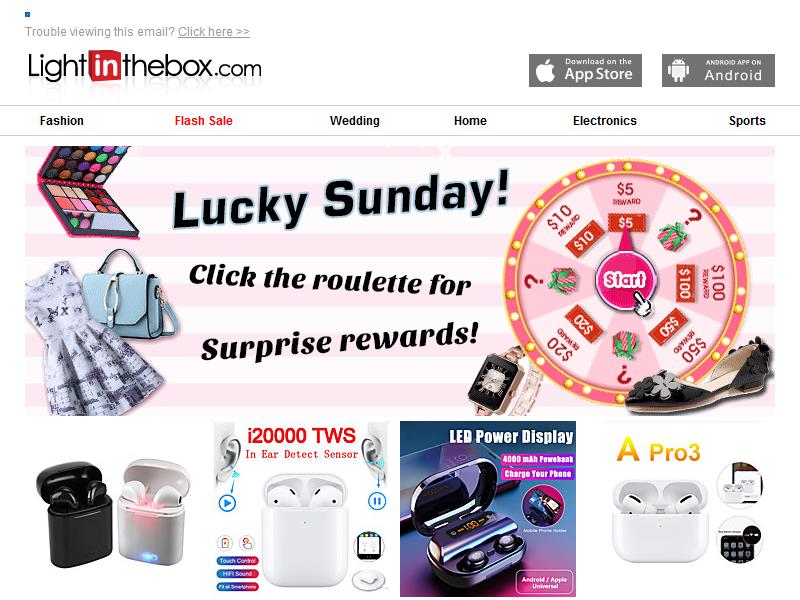 Trouble viewing this email? Click here >>
Lightinthebox.com
Download on the
App Store
ANDROID APP ON
Android
Fashion
Flash Sale
Wedding
Home
Electronics
Sports
Lucky Sunday!
Click the roulette for
Surprise rewards!
$5
REWARD
$5
?
$100
$100
REWARD
$50
$50
REWARD
?
$20
$20
REWARD
?
$10
$10
REWARD
Start
i20000 TWS
In Ear Detect Sensor
Touch Control
HIFI Sound
Fit all Smartphone
LED Power Display
4000 mAh Powerbank
Charge Your Phone
100
Mobile Phone Holder
Android / Apple
Universal
A Pro3